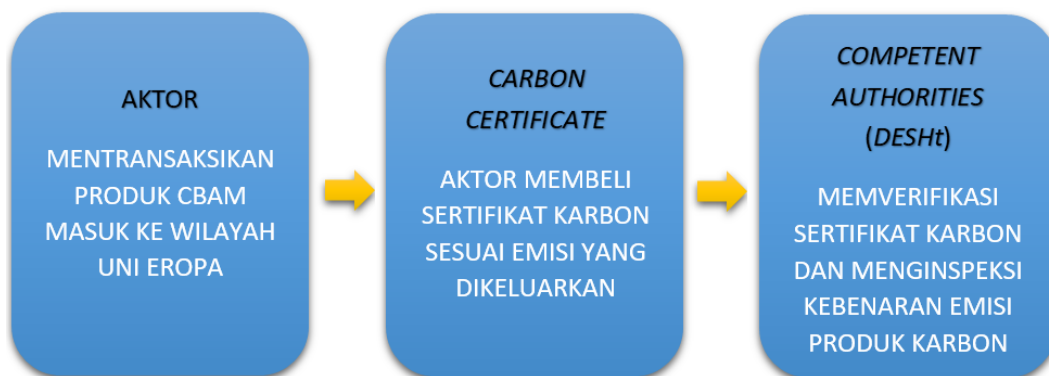 AKTOR
MENTRANSAKSIKAN
PRODUK CBAM
MASUK KE WILAYAH
UNI EROPA
CARBON
CERTIFICATE
AKTOR MEMBELI
SERTIFIKAT KARBON
SESUAI EMISI YANG
DIKELUARKAN
COMPETENT
AUTHORITIES
(DESHt)
MEMVERIFIKASI
SERTIFIKAT KARBON
DAN MENGINSPEKSI
KEBENARAN EMISI
PRODUK KARBON